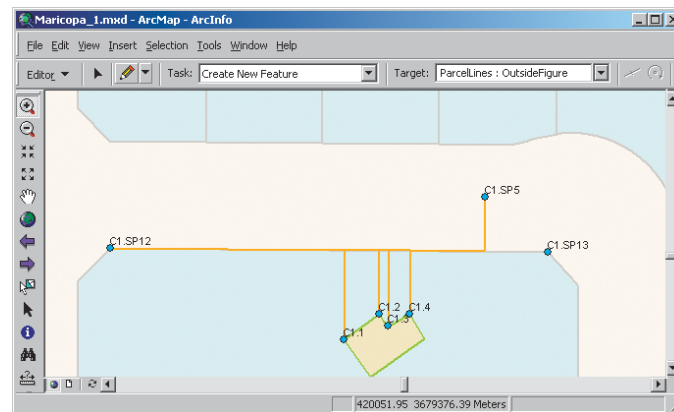 Maricopa_1.mxd - ArcMap - ArcInfo
File Edit View Insert Selection Tools Window Help
Editor Task: Create New Feature Target: ParcelLines : OutsideFigure
C1.SP5
C1.SP12
C1.SP13
C1.2
C1.4
C1.3
C1.1
420051.95 3679376.39 Meters